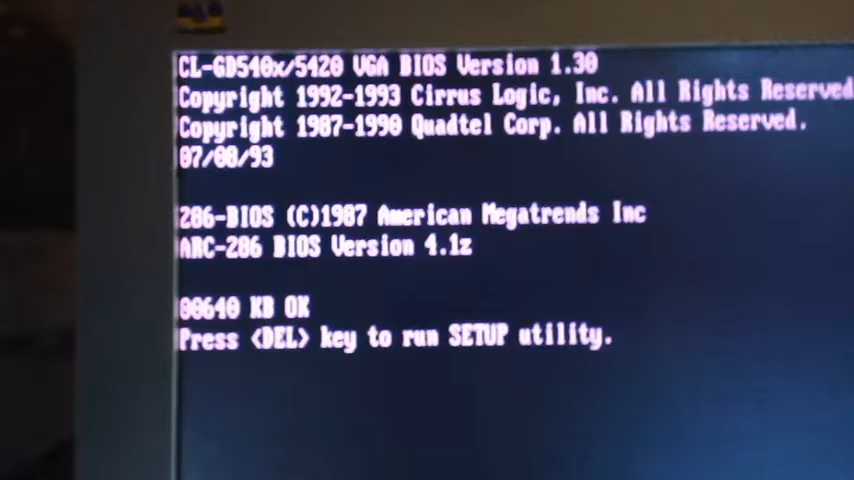 CL-GD540x/5420 VGA BIOS Version 1.30
Copyright 1992-1993 Cirrus Logic, Inc. All Rights Reserved
Copyright 1987-1990 Quadtel Corp. All Rights Reserved.
07/08/93
286-BIOS (C)1987 American Megatrends Inc
ARC-286 BIOS Version 4.1z
00640 KB OK
Press <DEL> key to run SETUP utility.